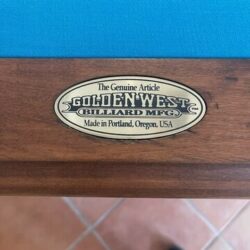 The Genuine Article
GOLDEN WEST
BILLIARD MFG.
Made in Portland, Oregon, USA